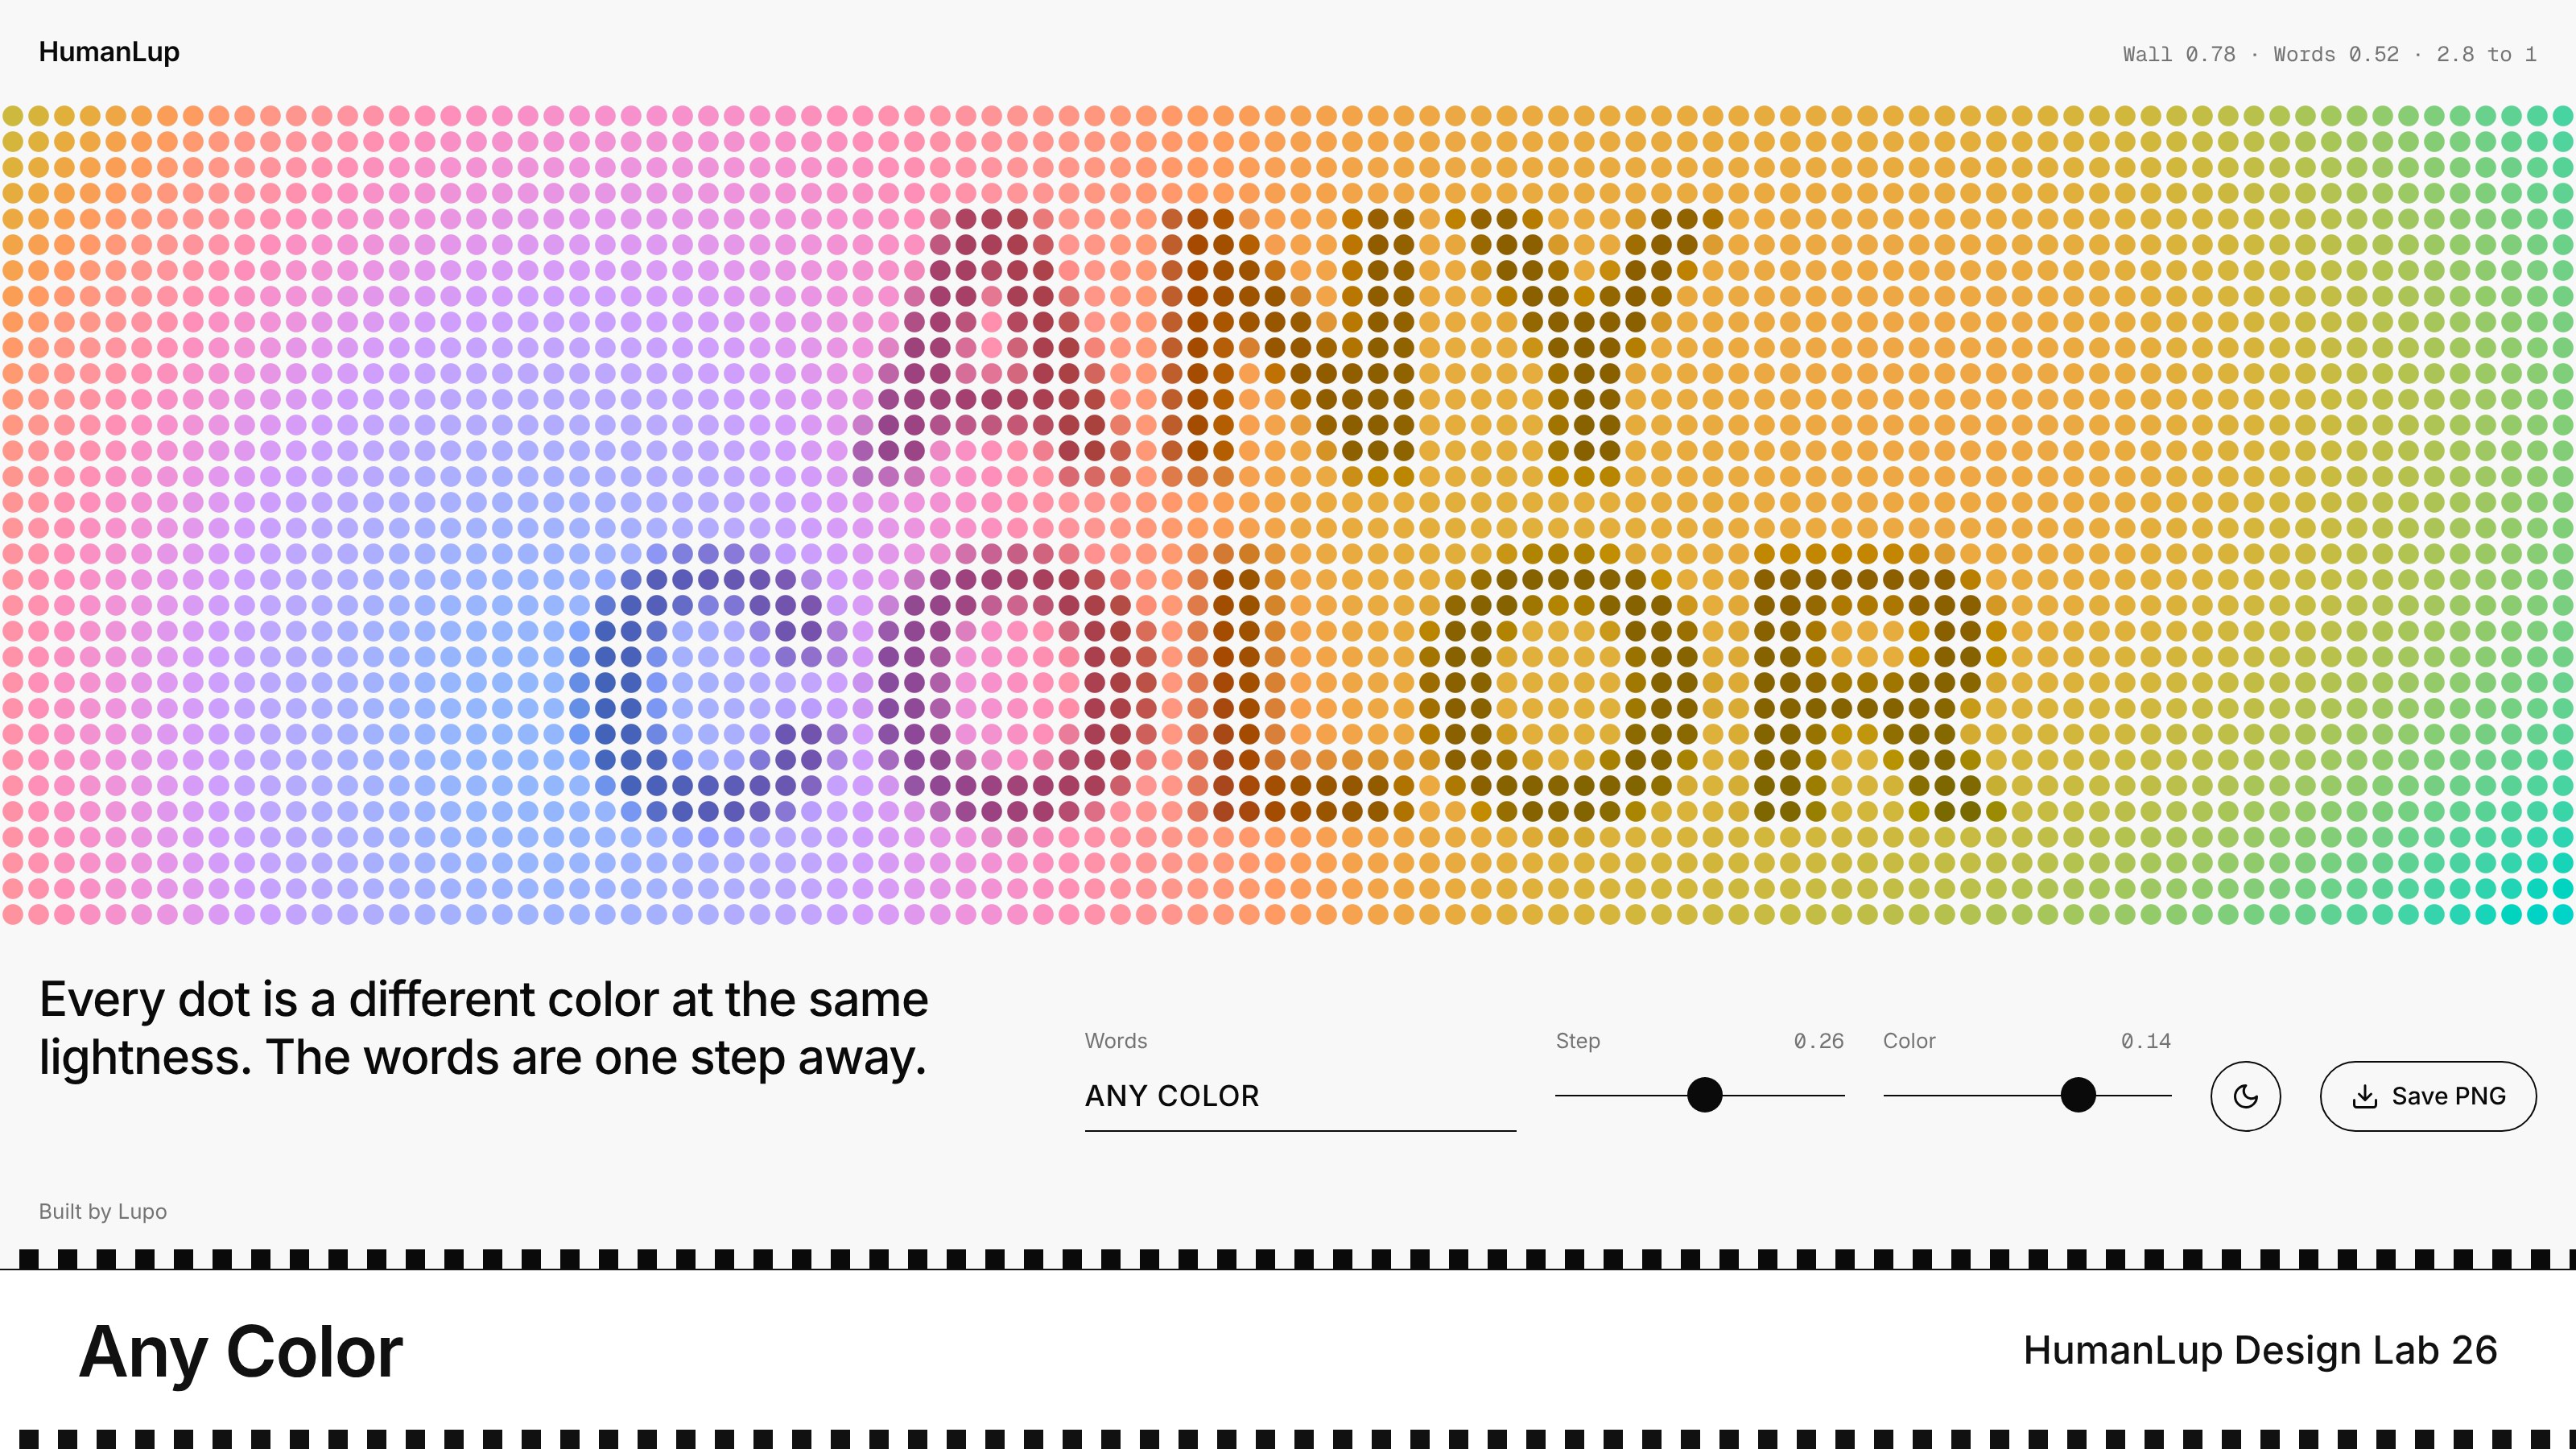 HumanLup
Wall 0.78 · Words 0.52 · 2.8 to 1
ANY
COLOR
Every dot is a different color at the same
lightness. The words are one step away.
Words
Step 0.26
Color 0.14
ANY COLOR
Save PNG
Built by Lupo
Any Color
HumanLup Design Lab 26